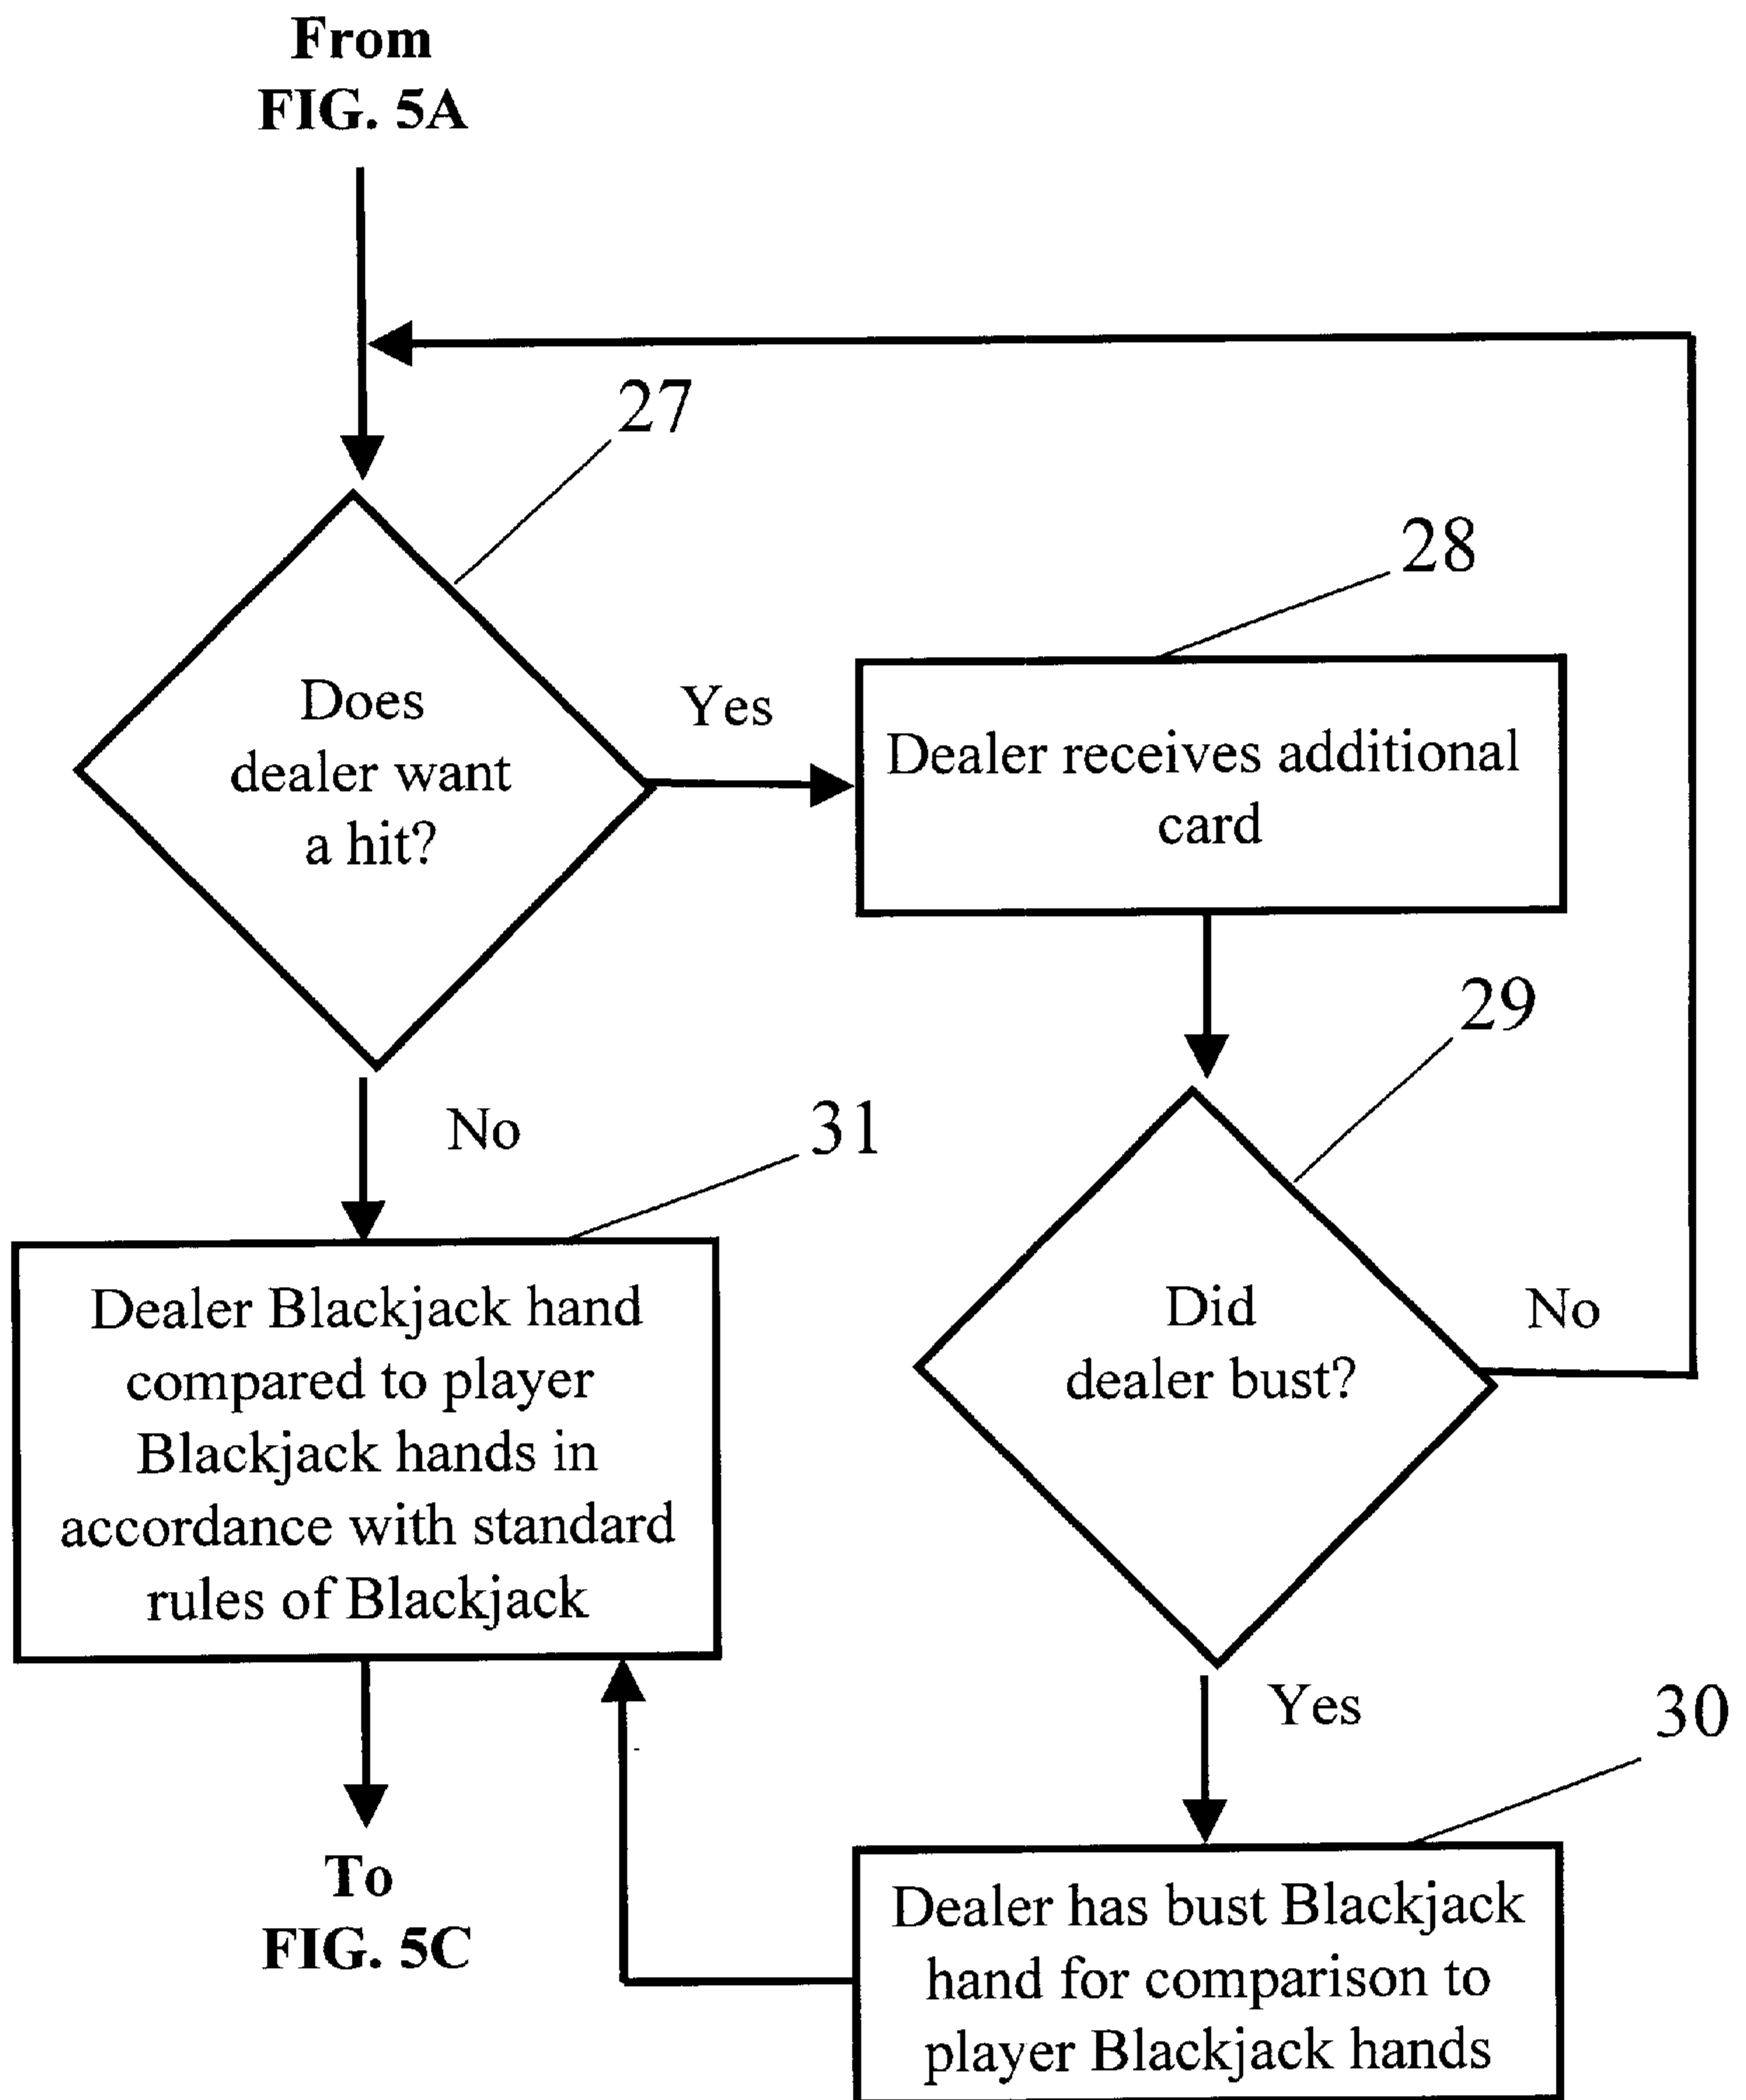 From
FIG. 5A
27
28
Does
dealer want
a hit?
Yes
Dealer receives additional
card
29
No
31
Dealer Blackjack hand
compared to player
Blackjack hands in
accordance with standard
rules of Blackjack
Did
dealer bust?
No
Yes
30
To
FIG. 5C
Dealer has bust Blackjack
hand for comparison to
player Blackjack hands